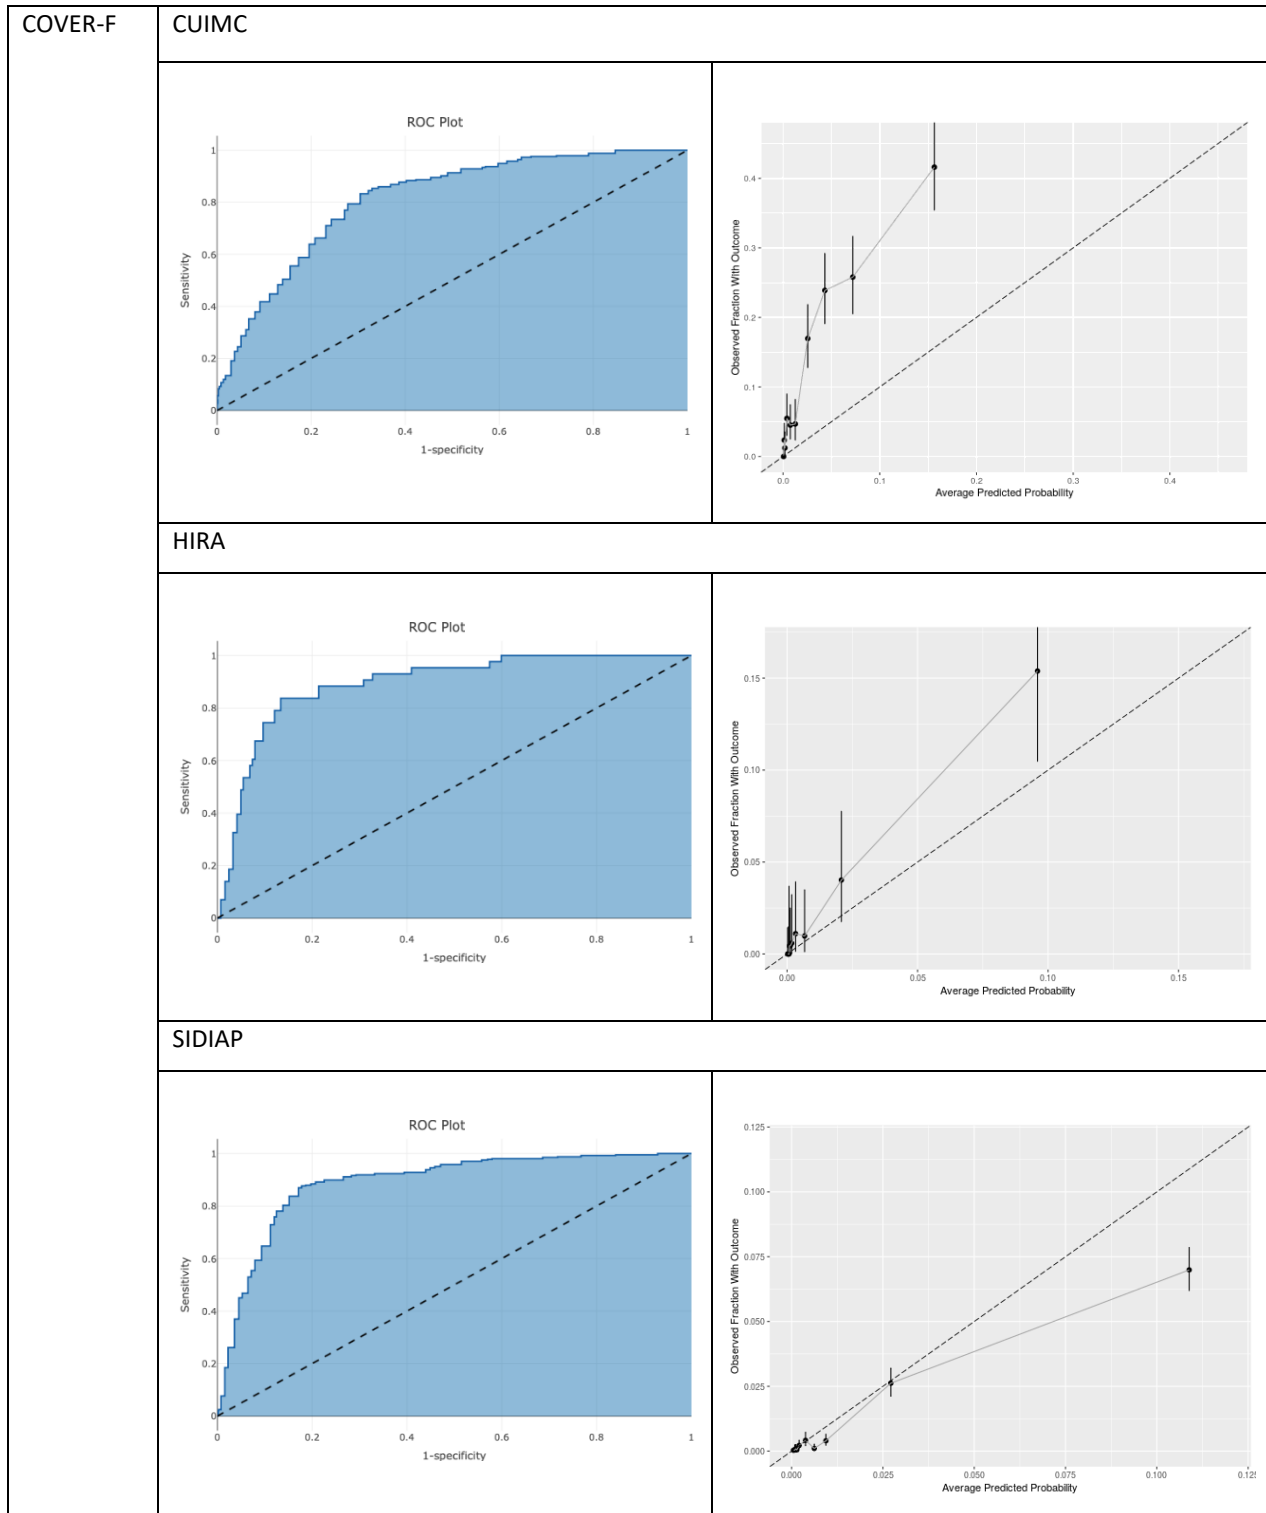 COVER-F
CUIMC
ROC Plot
1
0.8
0.6
0.4
0.2
0
Sensitivity
0 0.2 0.4 0.6 0.8 1
1-specificity
0.4
0.3
0.2
0.1
0.0
Observed Fraction With Outcome
0.0 0.1 0.2 0.3 0.4
Average Predicted Probability
HIRA
ROC Plot
1
0.8
0.6
0.4
0.2
0
Sensitivity
0 0.2 0.4 0.6 0.8 1
1-specificity
0.15
0.10
0.05
0.00
Observed Fraction With Outcome
0.00 0.05 0.10 0.15
Average Predicted Probability
SIDIAP
ROC Plot
1
0.8
0.6
0.4
0.2
0
Sensitivity
0 0.2 0.4 0.6 0.8 1
1-specificity
0.125
0.100
0.075
0.050
0.025
0.000
Observed Fraction With Outcome
0.000 0.025 0.050 0.075 0.100 0.125
Average Predicted Probability